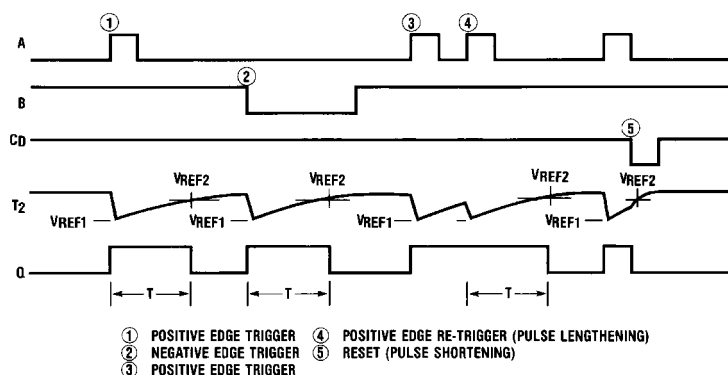 ① ③ ④
A
②
B
⑤
CD
VREF2 VREF2 VREF2 VREF2
T2
VREF1 VREF1 VREF1 VREF1
Q
T T T
① POSITIVE EDGE TRIGGER ④ POSITIVE EDGE RE-TRIGGER (PULSE LENGTHENING)
② NEGATIVE EDGE TRIGGER ⑤ RESET (PULSE SHORTENING)
③ POSITIVE EDGE TRIGGER